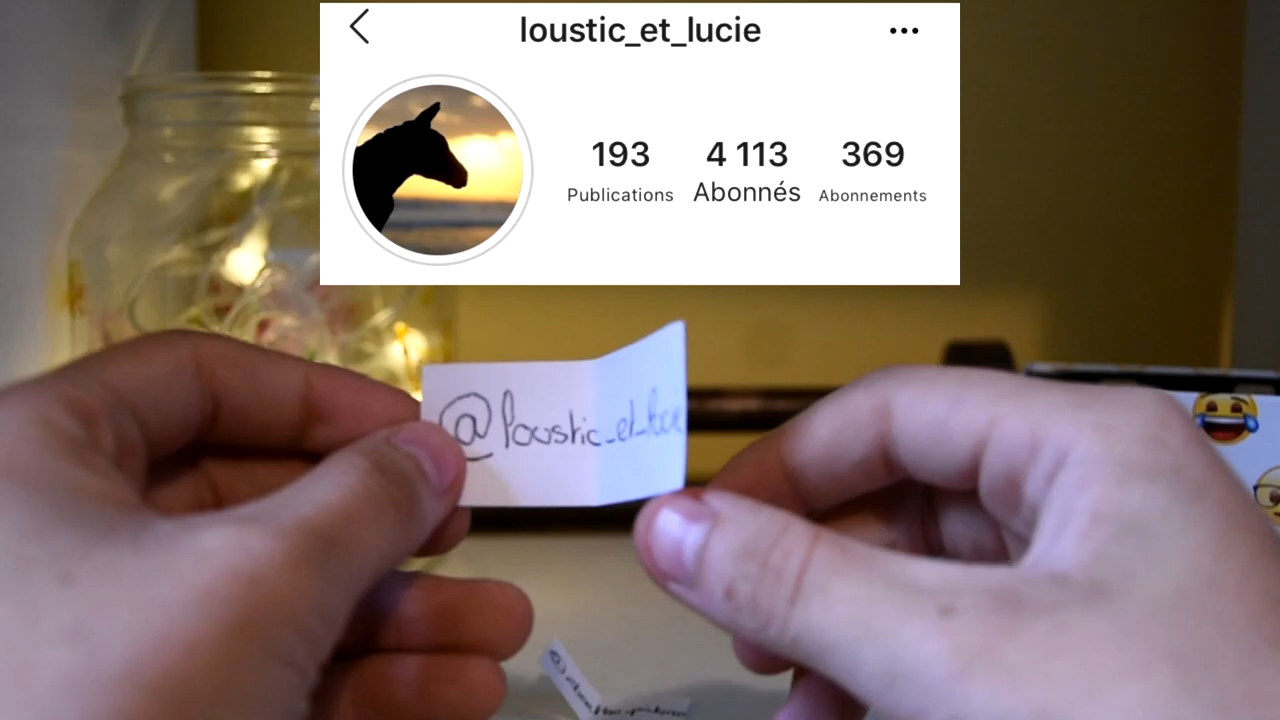 loustic_et_lucie
193 4 113 369
Publications Abonnés Abonnements
@loustic_et_lucie